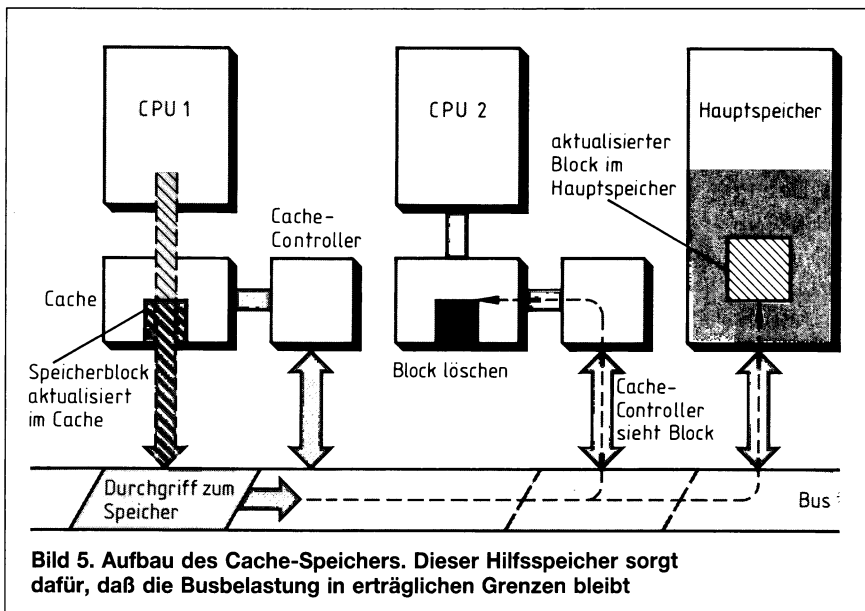 CPU 1
CPU 2
Hauptspeicher
aktualisierter
Block im
Hauptspeicher
Cache-
Controller
Cache
Speicherblock
aktualisiert
im Cache
Block löschen
Cache-
Controller
sieht Block
Durchgriff zum
Speicher
Bus
Bild 5. Aufbau des Cache-Speichers. Dieser Hilfsspeicher sorgt
dafür, daß die Busbelastung in erträglichen Grenzen bleibt